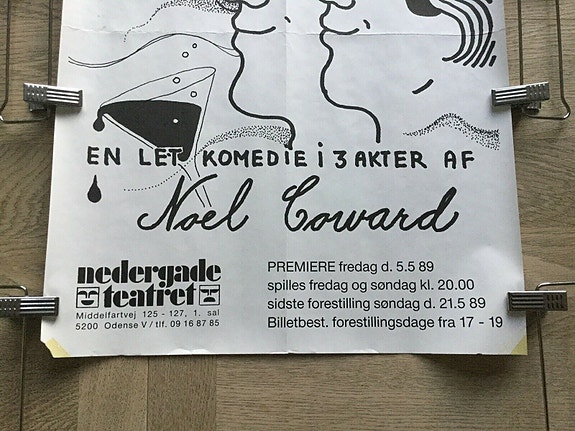 EN LET KOMEDIE i 3 AKTER AF
Noel Coward
nedergade
teatret
Middelfartvej 125 - 127, 1. sal
5200 Odense V / tlf. 09 16 87 85
PREMIERE fredag d. 5.5 89
spilles fredag og søndag kl. 20.00
sidste forestilling søndag d. 21.5 89
Billetbest. forestillingsdage fra 17 - 19